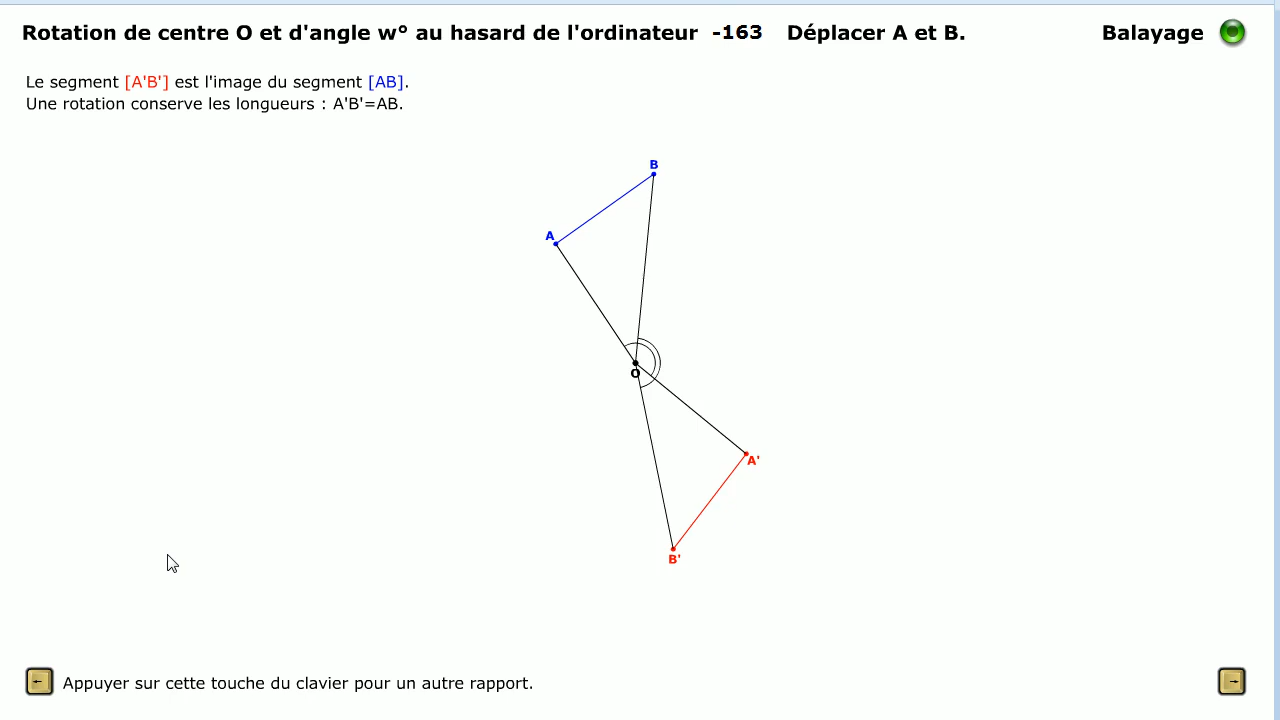 Rotation de centre O et d'angle w° au hasard de l'ordinateur -163 Déplacer A et B. Balayage
Le segment [A'B'] est l'image du segment [AB].
Une rotation conserve les longueurs : A'B'=AB.
B
A
O
A'
B'
← Appuyer sur cette touche du clavier pour un autre rapport. →